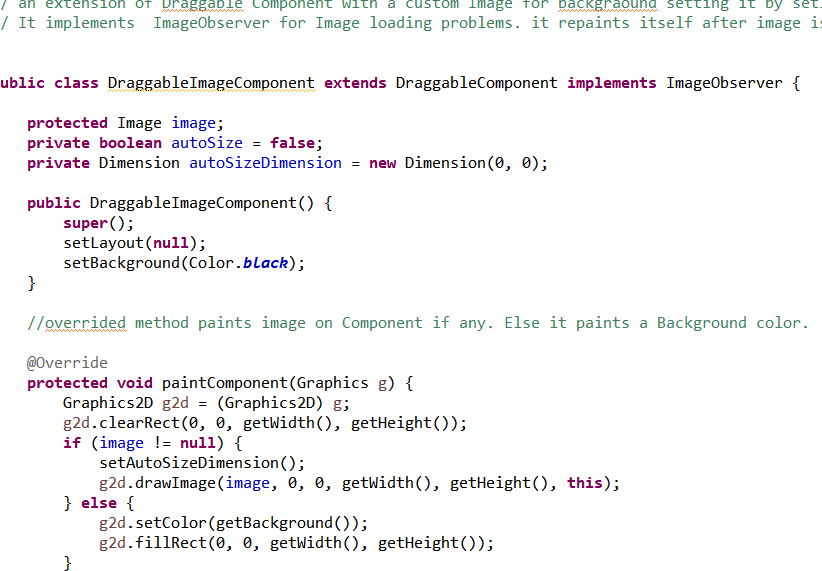 / an extension of Draggable Component with a custom Image for backgraound setting it by set
/ It implements  ImageObserver for Image loading problems. it repaints itself after image is
ublic class DraggableImageComponent extends DraggableComponent implements ImageObserver {
protected Image image;
private boolean autoSize = false;
private Dimension autoSizeDimension = new Dimension(0, 0);
public DraggableImageComponent() {
super();
setLayout(null);
setBackground(Color.black);
}
//overrided method paints image on Component if any. Else it paints a Background color.
@Override
protected void paintComponent(Graphics g) {
Graphics2D g2d = (Graphics2D) g;
g2d.clearRect(0, 0, getWidth(), getHeight());
if (image != null) {
setAutoSizeDimension();
g2d.drawImage(image, 0, 0, getWidth(), getHeight(), this);
} else {
g2d.setColor(getBackground());
g2d.fillRect(0, 0, getWidth(), getHeight());
}